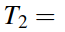 T₂ =